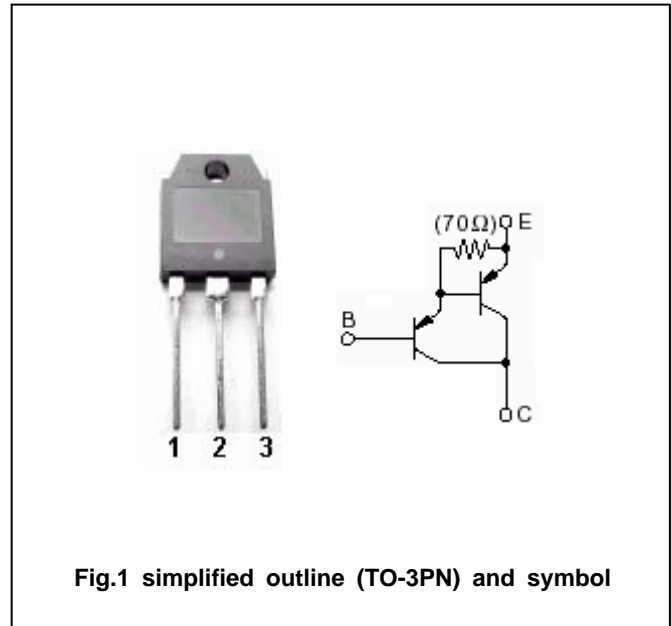 (70Ω)
E
B
C
1 2 3
Fig.1 simplified outline (TO-3PN) and symbol